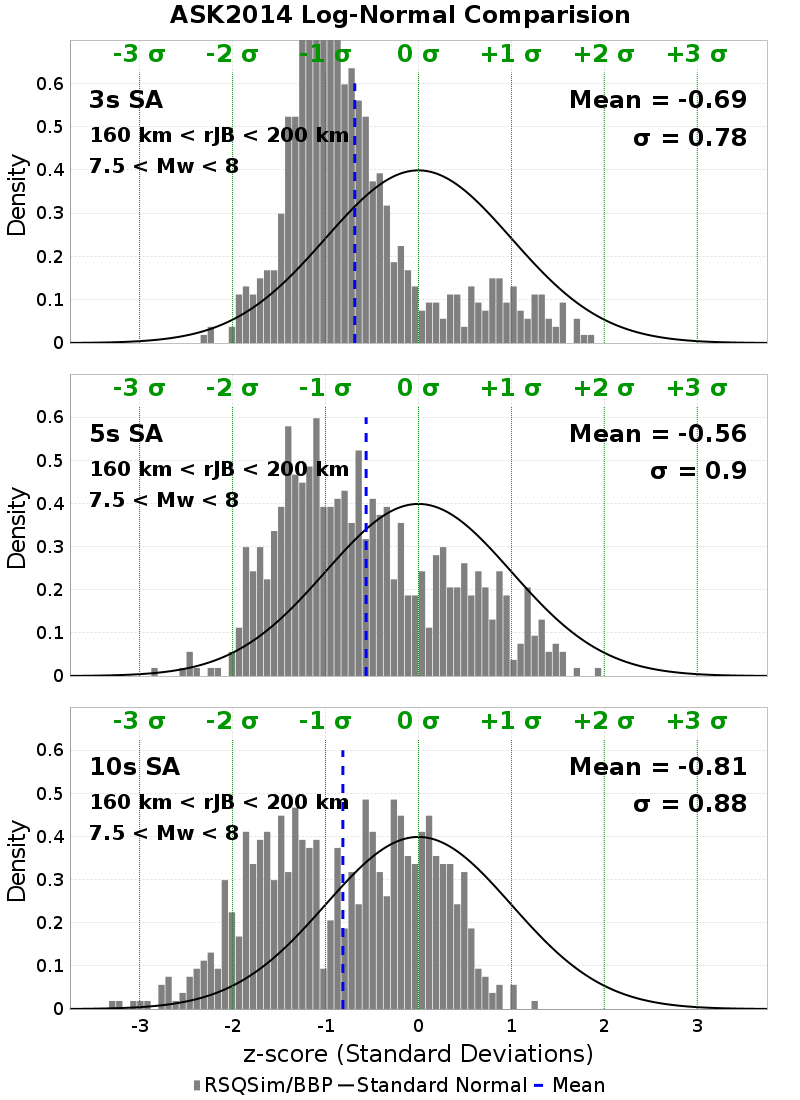 ASK2014 Log-Normal Comparision
-3 σ -2 σ -1 σ 0 σ +1 σ +2 σ +3 σ
3s SA
Mean = -0.69
160 km < rJB < 200 km
σ = 0.78
7.5 < Mw < 8
0.6
0.5
0.4
0.3
0.2
0.1
0
Density
-3 σ -2 σ -1 σ 0 σ +1 σ +2 σ +3 σ
5s SA
Mean = -0.56
160 km < rJB < 200 km
σ = 0.9
7.5 < Mw < 8
0.6
0.5
0.4
0.3
0.2
0.1
0
Density
-3 σ -2 σ -1 σ 0 σ +1 σ +2 σ +3 σ
10s SA
Mean = -0.81
160 km < rJB < 200 km
σ = 0.88
7.5 < Mw < 8
0.6
0.5
0.4
0.3
0.2
0.1
0
Density
-3 -2 -1 0 1 2 3
z-score (Standard Deviations)
RSQSim/BBP Standard Normal Mean